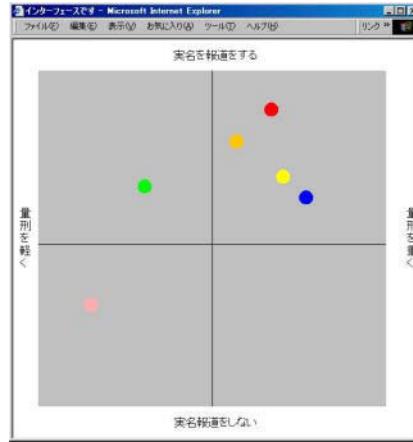 インターフェースです - Microsoft Internet Explorer
ファイル(F) 編集(E) 表示(V) お気に入り(A) ツール(T) ヘルプ(H) リンク »
実名を報道をする
量刑を軽く
量刑を重く
実名報道をしない